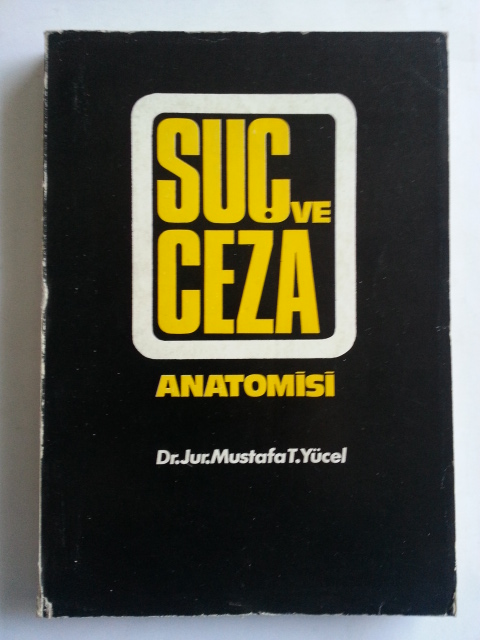 SUÇ VE
CEZA
ANATOMİSİ
Dr.Jur.Mustafa T.Yücel